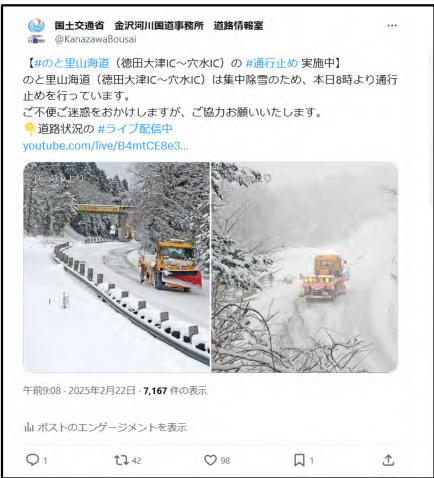 国土交通省 金沢河川国道事務所 道路情報室
@KanazawaBousai
【#のと里山海道(徳田大津IC～穴水IC)の #通行止め 実施中】
のと里山海道(徳田大津IC～穴水IC)は集中除雪のため、本日8時より通行
止めを行っています。
ご不便ご迷惑をおかけしますが、ご協力お願いいたします。
👇道路状況の #ライブ配信中
youtube.com/live/B4mtCE8e3...
午前9:08 · 2025年2月22日 · 7,167 件の表示
ポストのエンゲージメントを表示
1 42 98 1